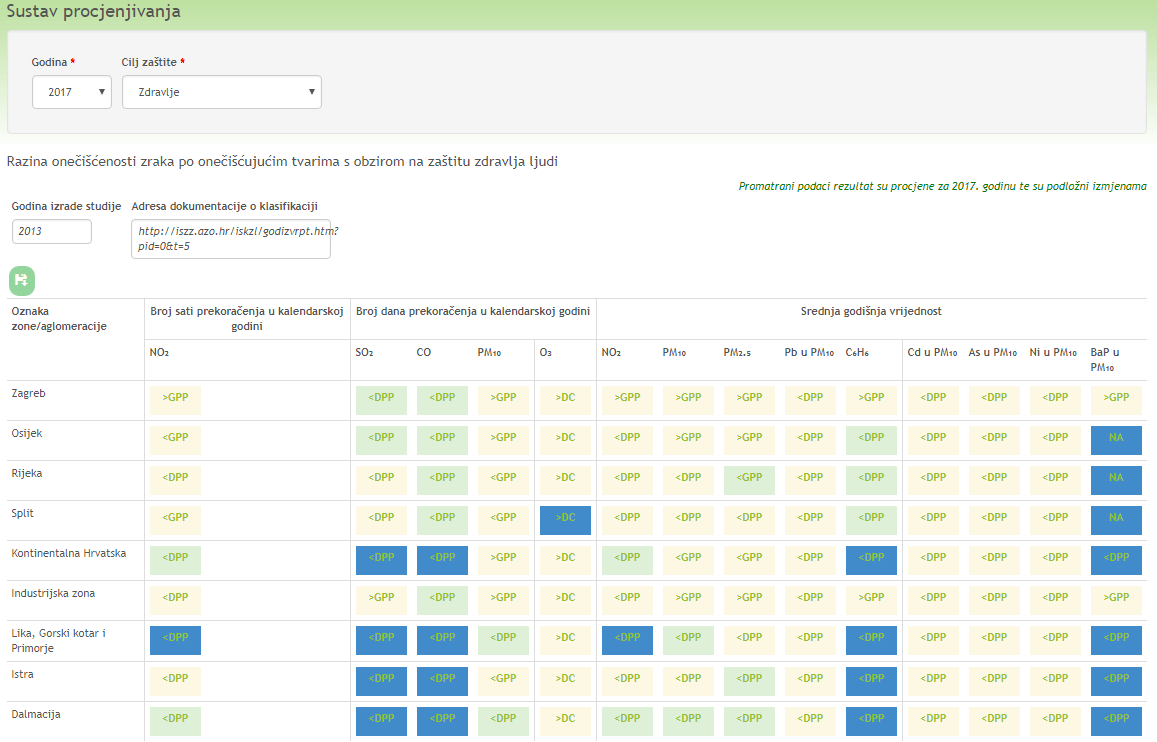 Sustav procjenjivanja
Godina * Cilj zaštite *
2017 Zdravlje
Razina onečišćenosti zraka po onečišćujućim tvarima s obzirom na zaštitu zdravlja ljudi
Promatrani podaci rezultat su procjene za 2017. godinu te su podložni izmjenama
Godina izrade studije Adresa dokumentacije o klasifikaciji
2013 http://iszz.azo.hr/iskzl/godizvrpt.htm?
pid=0&t=5
Oznaka Broj sati prekoračenja u kalendarskoj Broj dana prekoračenja u kalendarskoj godini Srednja godišnja vrijednost
zone/aglomeracije godini
NO₂ SO₂ CO PM₁₀ O₃ NO₂ PM₁₀ PM₂.₅ Pb u PM₁₀ C₆H₆ Cd u PM₁₀ As u PM₁₀ Ni u PM₁₀ BaP u
PM₁₀
Zagreb >GPP <DPP <DPP >GPP >DC >GPP >GPP >GPP <DPP >GPP <DPP <DPP <DPP >GPP
Osijek <GPP <DPP <DPP >GPP >DC <DPP >GPP >GPP <DPP <DPP <DPP <DPP <DPP NA
Rijeka <DPP <DPP <DPP <GPP >DC <DPP <DPP <GPP <DPP <DPP <DPP <DPP <DPP NA
Split <GPP <DPP <DPP <GPP >DC <DPP <DPP <DPP <DPP <DPP <DPP <DPP <DPP NA
Kontinentalna Hrvatska <DPP <DPP <DPP >GPP >DC <DPP <GPP <GPP <DPP <DPP <DPP <DPP <DPP <DPP
Industrijska zona <DPP >GPP <DPP >GPP >DC <DPP >GPP >GPP <DPP >GPP <DPP <DPP <DPP >GPP
Lika, Gorski kotar i <DPP <DPP <DPP <DPP >DC <DPP <DPP <DPP <DPP <DPP <DPP <DPP <DPP <DPP
Primorje
Istra <DPP <DPP <DPP <GPP >DC <DPP <DPP <DPP <DPP <DPP <DPP <DPP <DPP <DPP
Dalmacija <DPP <DPP <DPP <DPP >DC <DPP <DPP <DPP <DPP <DPP <DPP <DPP <DPP <DPP